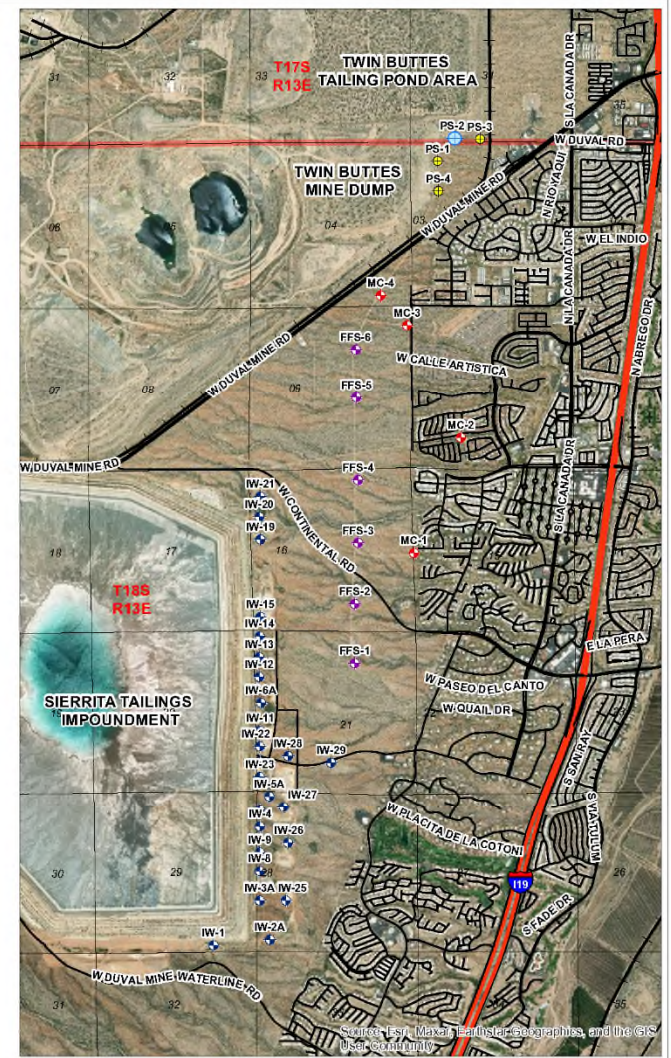 31
32
33
T17S
R13E
TWIN BUTTES
TAILING POND AREA
S LA CANADA DR
35
PS-2
PS-3
W DUVAL RD
PS-1
TWIN BUTTES
MINE DUMP
PS-4
N RIO YAQUI
04
03
W DUVAL MINE RD
W EL INDIO
N LA CANADA DR
MC-4
MC-3
N ABREGO DR
FFS-6
W CALLE ARTISTICA
W DUVAL MINE RD
07
08
09
FFS-5
MC-2
W DUVAL MINE RD
FFS-4
S LA CANADA DR
IW-21
IW-20
W CONTINENTAL RD
IW-19
FFS-3
18
17
16
MC-1
T18S
R13E
FFS-2
IW-15
IW-14
E LA PERA
IW-13
FFS-1
IW-12
W PASEO DEL CANTO
IW-6A
SIERRITA TAILINGS
IMPOUNDMENT
W QUAIL DR
IW-11
21
IW-22
IW-28
IW-29
S SAN RAY
IW-23
IW-5A
IW-27
S VIA TULUM
IW-4
W PLACITA DE LA COTONI
IW-26
IW-9
IW-8
30
29
28
26
I19
IW-3A
IW-25
S FADE DR
IW-1
IW-2A
W DUVAL MINE WATERLINE RD
31
32
35
Source: Esri, Maxar, Earthstar Geographics, and the GIS
User Community